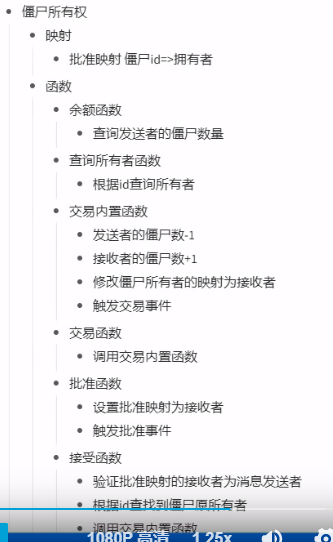 僵尸所有权
映射
批准映射 僵尸id=>拥有者
函数
余额函数
查询发送者的僵尸数量
查询所有者函数
根据id查询所有者
交易内置函数
发送者的僵尸数-1
接收者的僵尸数+1
修改僵尸所有者的映射为接收者
触发交易事件
交易函数
调用交易内置函数
批准函数
设置批准映射为接收者
触发批准事件
接受函数
验证批准映射的接收者为消息发送者
根据id查找到僵尸原所有者
调用交易内置函数
1080P 高清 1.25x